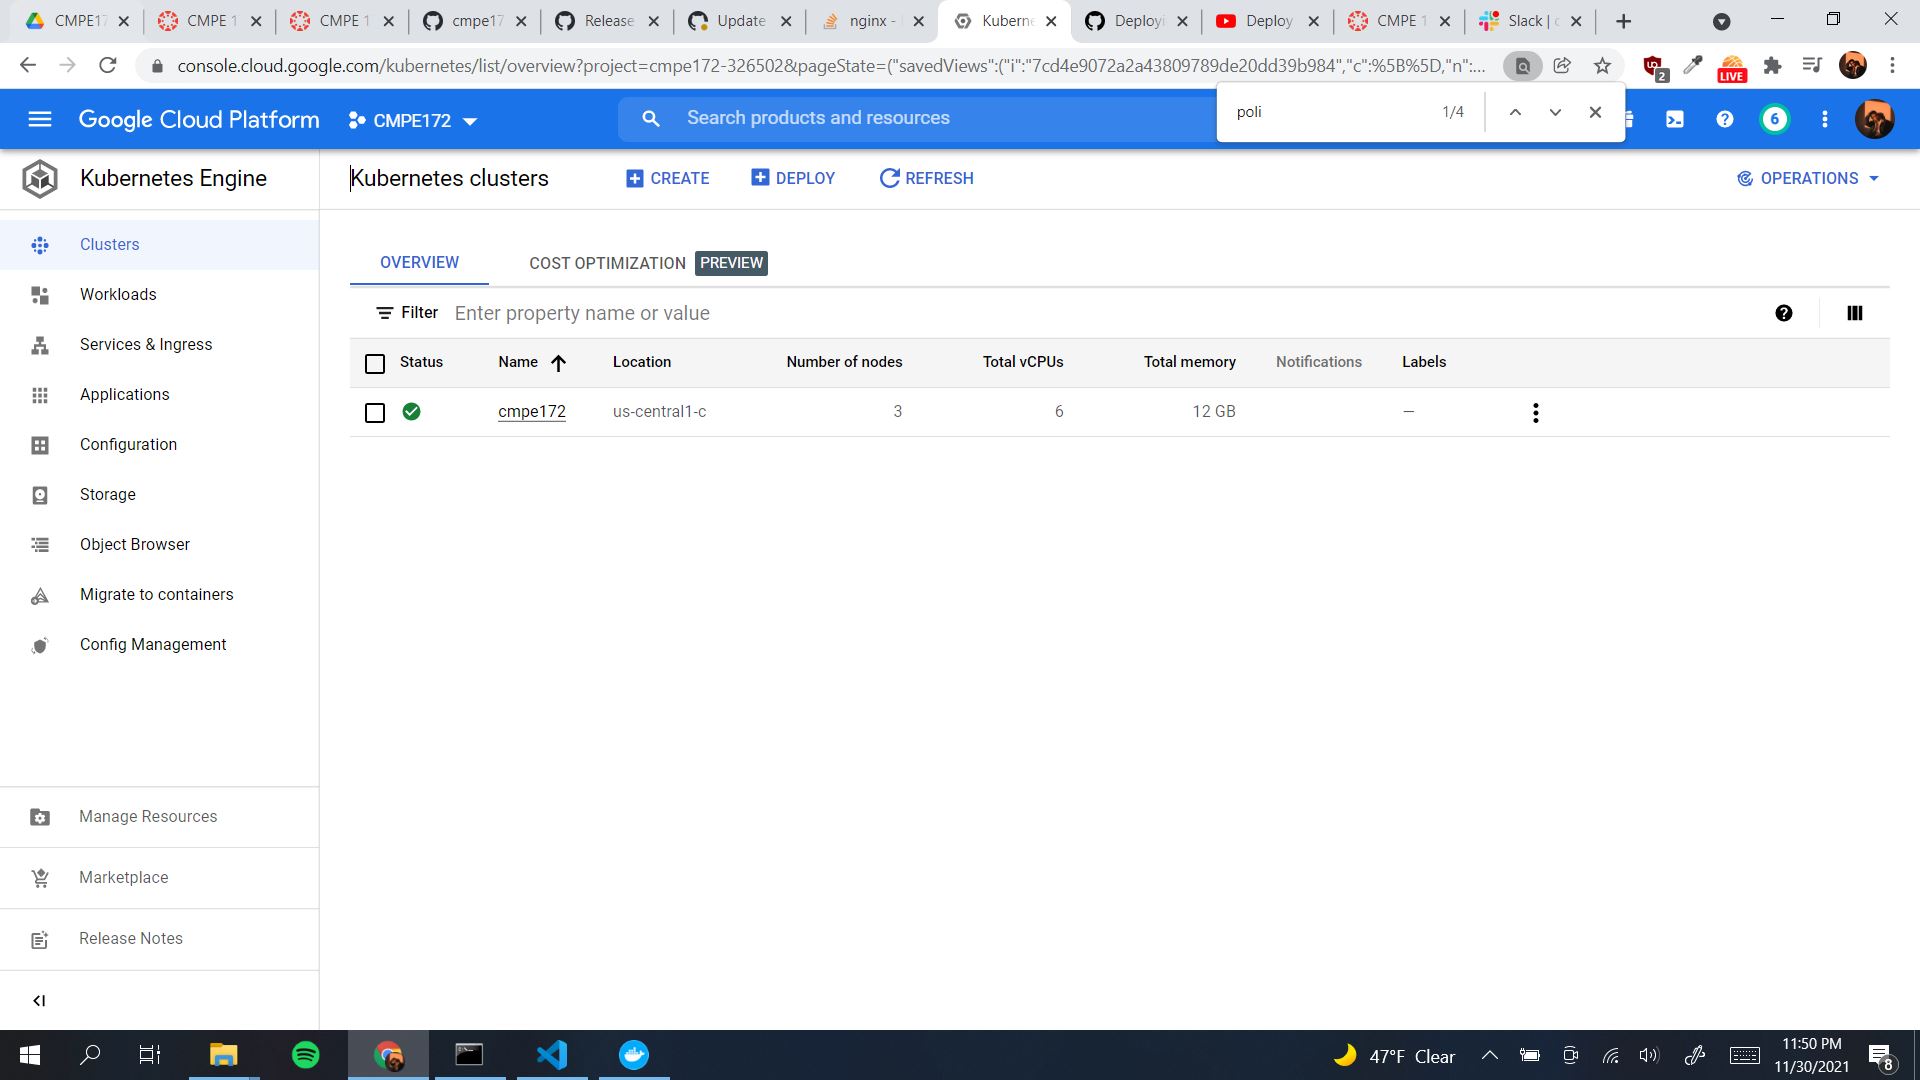 CMPE17
CMPE 1
CMPE 1
cmpe17
Release
Update
nginx -
Kuberne
Deployi
Deploy
CMPE 1
Slack | c
console.cloud.google.com/kubernetes/list/overview?project=cmpe172-326502&pageState=("savedViews":("i":"7cd4e9072a2a43809789de20dd39b984","c":%5B%5D,"n":...
2
LIVE
Google Cloud Platform
CMPE172
Search products and resources
poli
1/4
6
Kubernetes Engine
Kubernetes clusters
CREATE
DEPLOY
REFRESH
OPERATIONS
Clusters
Workloads
Services & Ingress
Applications
Configuration
Storage
Object Browser
Migrate to containers
Config Management
Manage Resources
Marketplace
Release Notes
OVERVIEW
COST OPTIMIZATION PREVIEW
Filter Enter property name or value
Status Name Location Number of nodes Total vCPUs Total memory Notifications Labels
cmpe172 us-central1-c 3 6 12 GB —
47°F Clear
11:50 PM
11/30/2021
8